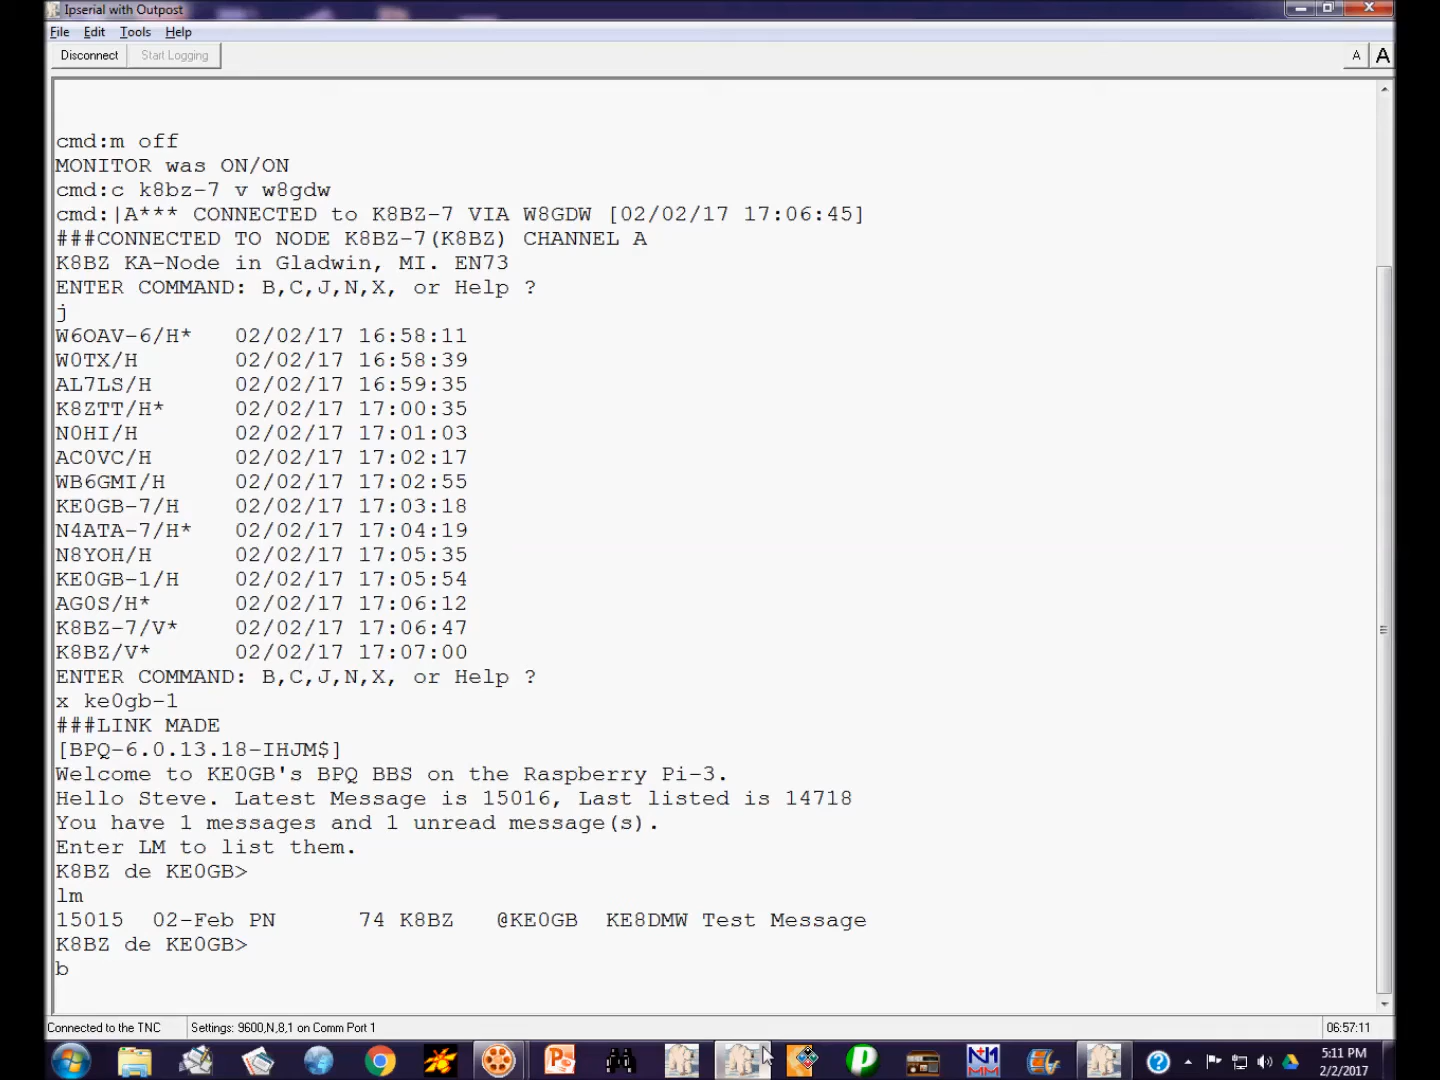 Ipserial with Outpost
File Edit Tools Help
Disconnect Start Logging A A
cmd:m off
MONITOR was ON/ON
cmd:c k8bz-7 v w8gdw
cmd:|A*** CONNECTED to K8BZ-7 VIA W8GDW [02/02/17 17:06:45]
###CONNECTED TO NODE K8BZ-7(K8BZ) CHANNEL A
K8BZ KA-Node in Gladwin, MI. EN73
ENTER COMMAND: B,C,J,N,X, or Help ?
j
W6OAV-6/H* 02/02/17 16:58:11
W0TX/H 02/02/17 16:58:39
AL7LS/H 02/02/17 16:59:35
K8ZTT/H* 02/02/17 17:00:35
N0HI/H 02/02/17 17:01:03
AC0VC/H 02/02/17 17:02:17
WB6GMI/H 02/02/17 17:02:55
KE0GB-7/H 02/02/17 17:03:18
N4ATA-7/H* 02/02/17 17:04:19
N8YOH/H 02/02/17 17:05:35
KE0GB-1/H 02/02/17 17:05:54
AG0S/H* 02/02/17 17:06:12
K8BZ-7/V* 02/02/17 17:06:47
K8BZ/V* 02/02/17 17:07:00
ENTER COMMAND: B,C,J,N,X, or Help ?
x ke0gb-1
###LINK MADE
[BPQ-6.0.13.18-IHJM$]
Welcome to KE0GB's BPQ BBS on the Raspberry Pi-3.
Hello Steve. Latest Message is 15016, Last listed is 14718
You have 1 messages and 1 unread message(s).
Enter LM to list them.
K8BZ de KE0GB>
lm
15015 02-Feb PN 74 K8BZ @KE0GB KE8DMW Test Message
K8BZ de KE0GB>
b
Connected to the TNC Settings: 9600,N,8,1 on Comm Port 1 06:57:11
5:11 PM
2/2/2017